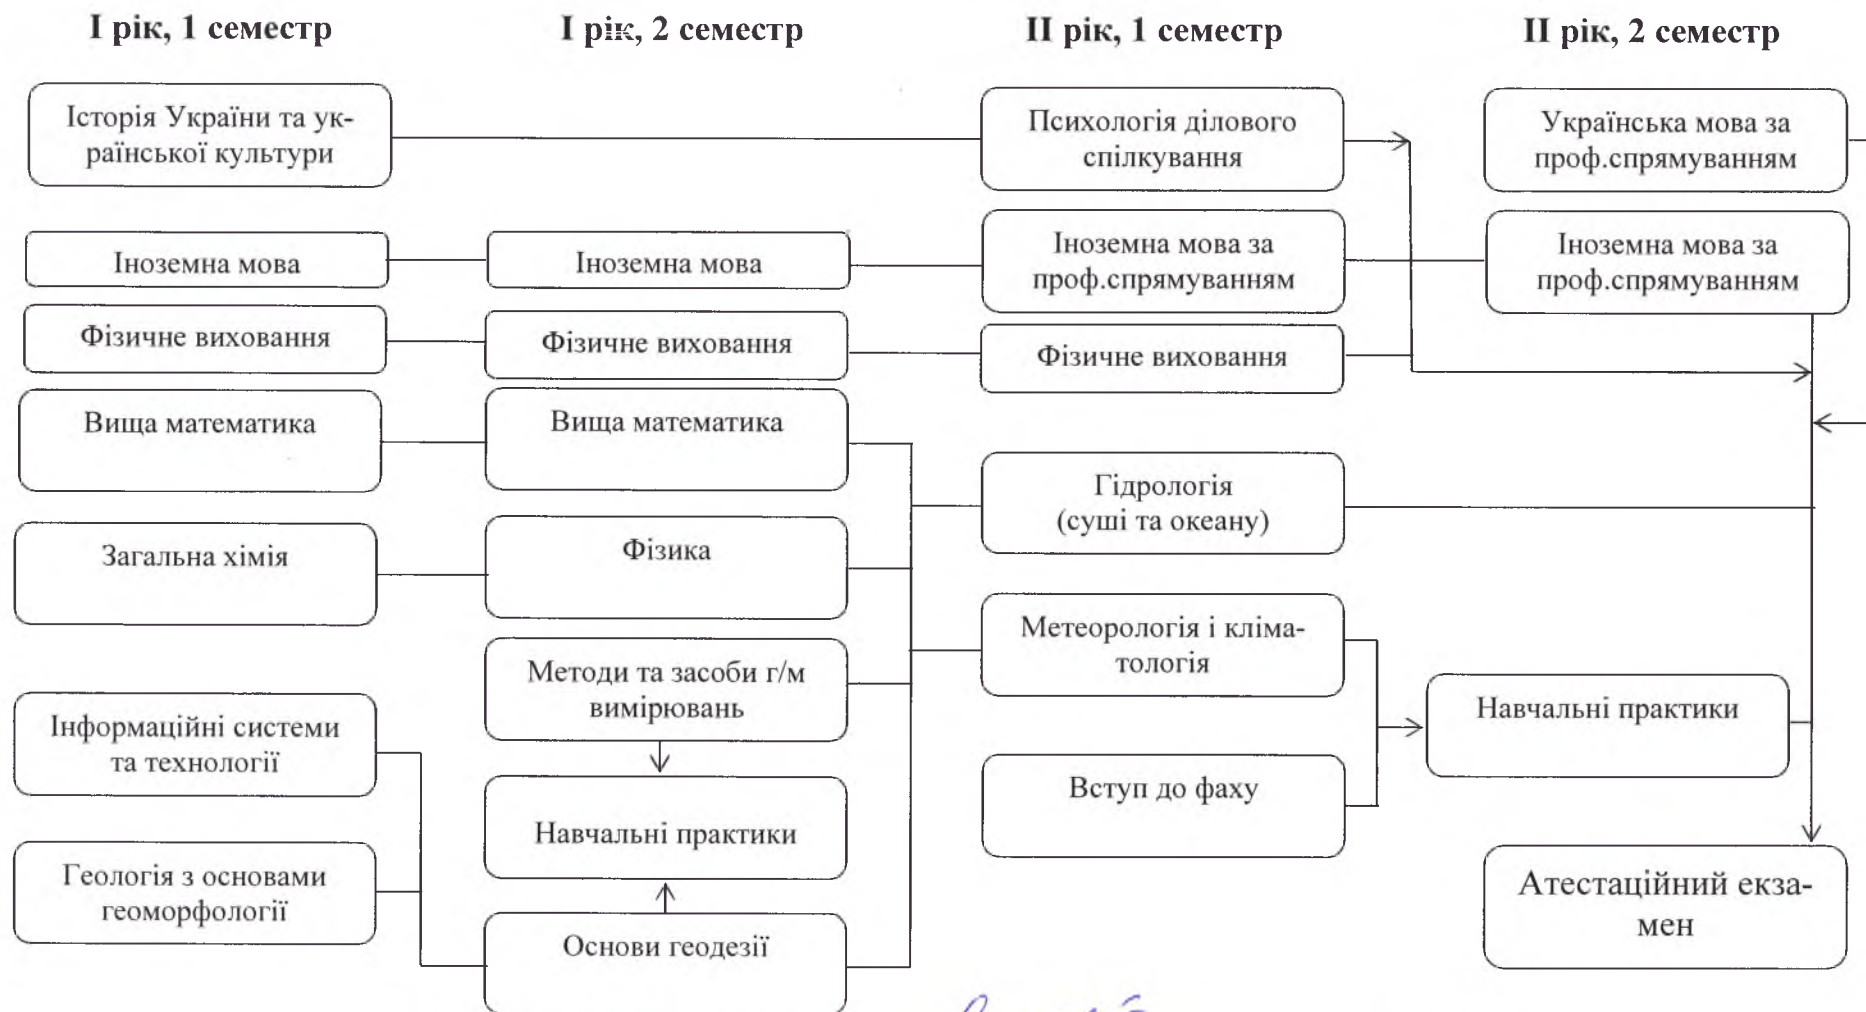 І рік, 1 семестр
І рік, 2 семестр
ІІ рік, 1 семестр
ІІ рік, 2 семестр
Історія України та ук-
раїнської культури
Психологія ділового
спілкування
Українська мова за
проф.спрямуванням
Іноземна мова
Іноземна мова
Іноземна мова за
проф.спрямуванням
Іноземна мова за
проф.спрямуванням
Фізичне виховання
Фізичне виховання
Фізичне виховання
Вища математика
Вища математика
Гідрологія
(суші та океану)
Загальна хімія
Фізика
Метеорологія і кліма-
тологія
Методи та засоби г/м
вимірювань
Навчальні практики
Інформаційні системи
та технології
Вступ до фаху
Навчальні практики
Геологія з основами
геоморфології
Атестаційний екза-
мен
Основи геодезії